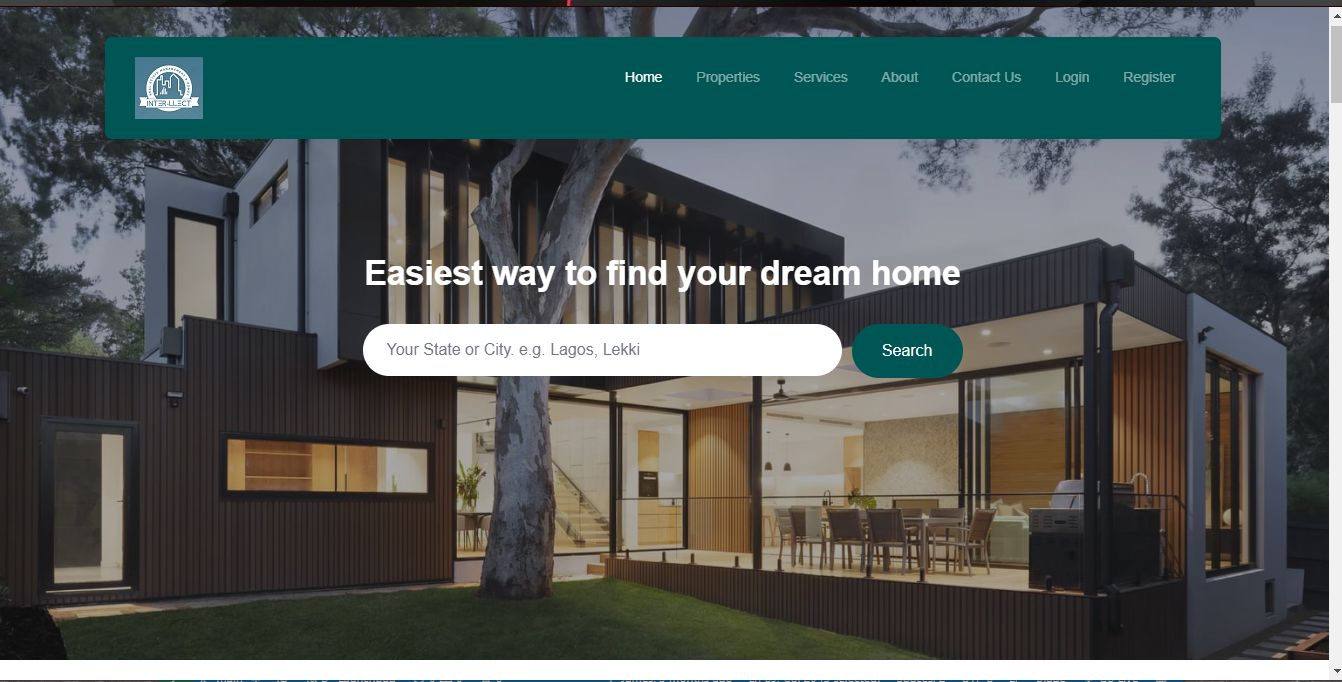 INTER-LLECT
Home Properties Services About Contact Us Login Register
Easiest way to find your dream home
Your State or City. e.g. Lagos, Lekki
Search